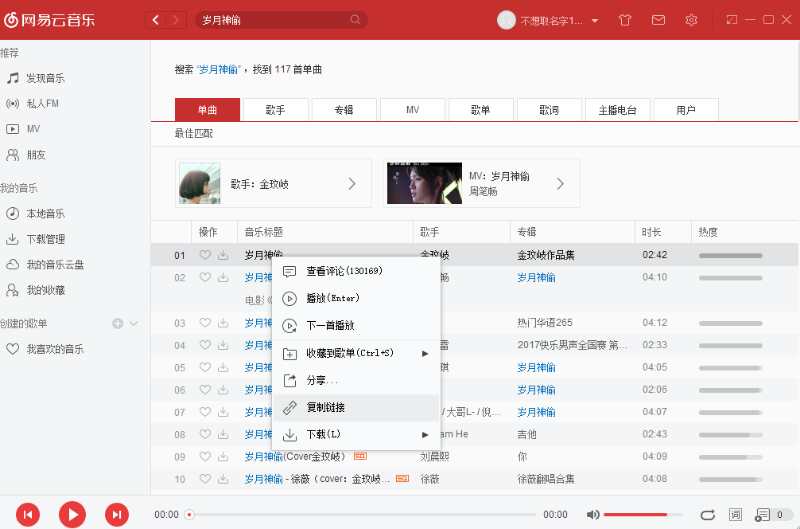 网易云音乐
岁月神偷
不想取名字1...
推荐
发现音乐
私人FM
MV
朋友
我的音乐
本地音乐
下载管理
我的音乐云盘
我的收藏
创建的歌单
我喜欢的音乐
搜索 “岁月神偷”，找到 117 首单曲
单曲 歌手 专辑 MV 歌单 歌词 主播电台 用户
最佳匹配
歌手：金玟岐
MV：岁月神偷
周笔畅
操作 音乐标题 歌手 专辑 时长 热度
01 岁月神偷 金玟岐 金玟岐作品集 02:42
02 岁月神 畅 岁月神偷 04:10
电影《
03 岁月神 热门华语265 04:12
04 岁月神 雷 2017快乐男声全国赛 第... 02:33
05 岁月神 琪 岁月神偷 04:05
06 岁月神 岁月神偷 02:06
07 岁月神 / 大哥L- / 倪... 岁月神偷 04:07
08 岁月神 am He 吉他 02:43
09 岁月神偷(Cover金玟岐) 刘晨熙 你 04:09
10 岁月神偷 - 徐薇（cover：金玟岐... 徐薇 徐薇翻唱合集 04:08
查看评论(130169)
播放(Enter)
下一首播放
收藏到歌单(Ctrl+S)
分享...
复制链接
下载(L)
00:00 00:00 词 0